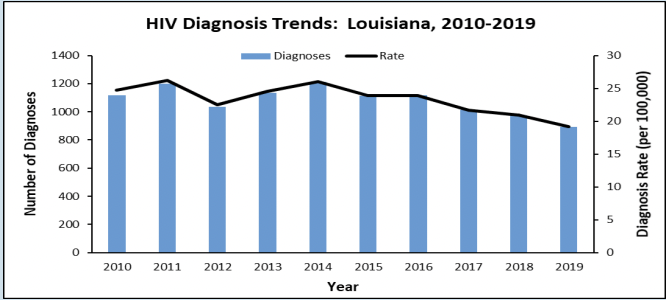 HIV Diagnosis Trends: Louisiana, 2010-2019
Diagnoses Rate
Number of Diagnoses
1400
1200
1000
800
600
400
200
0
30
25
20
15
10
5
0
Diagnosis Rate (per 100,000)
2010 2011 2012 2013 2014 2015 2016 2017 2018 2019
Year